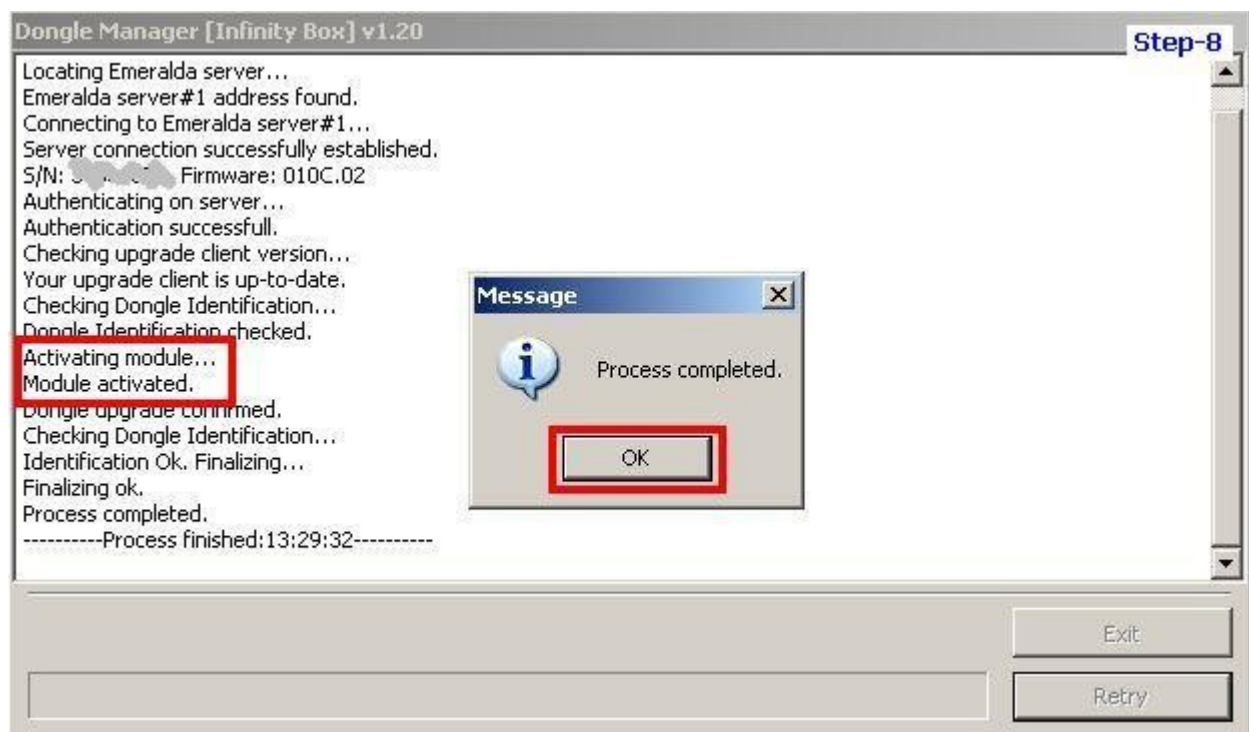 Dongle Manager [Infinity Box] v1.20
Step-8
Locating Emeralda server...
Emeralda server#1 address found.
Connecting to Emeralda server#1...
Server connection successfully established.
S/N: Firmware: 010C.02
Authenticating on server...
Authentication successfull.
Checking upgrade client version...
Your upgrade client is up-to-date.
Checking Dongle Identification...
Dongle Identification checked.
Activating module...
Module activated.
Dongle upgrade confirmed.
Checking Dongle Identification...
Identification Ok. Finalizing...
Finalizing ok.
Process completed.
----------Process finished:13:29:32----------
Message
Process completed.
OK
Exit
Retry